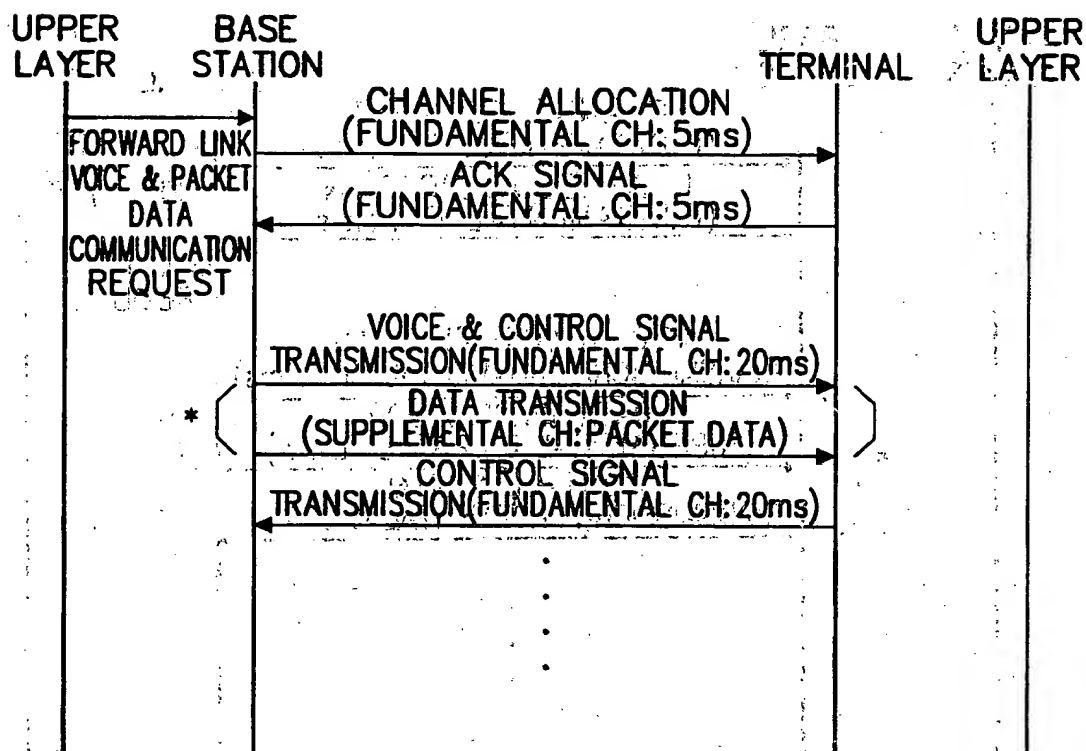 UPPER
LAYER
BASE
STATION
TERMINAL
UPPER
LAYER
CHANNEL ALLOCATION
(FUNDAMENTAL CH: 5ms)
FORWARD LINK
VOICE & PACKET
DATA
COMMUNICATION
REQUEST
ACK SIGNAL
(FUNDAMENTAL CH: 5ms)
VOICE & CONTROL SIGNAL
TRANSMISSION(FUNDAMENTAL CH: 20ms)
*
DATA TRANSMISSION
(SUPPLEMENTAL CH:PACKET DATA)
CONTROL SIGNAL
TRANSMISSION(FUNDAMENTAL CH: 20ms)